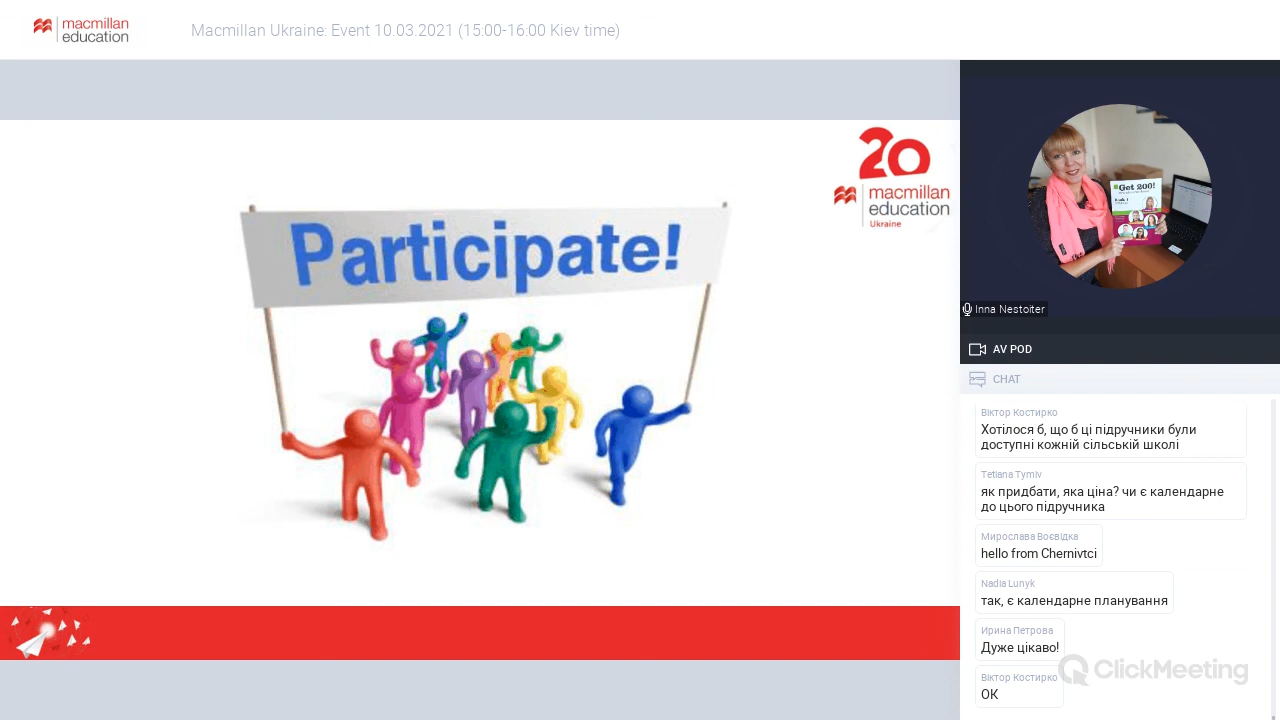 macmillan
education
Macmillan Ukraine: Event 10.03.2021 (15:00-16:00 Kiev time)
20
macmillan
education
Ukraine
Participate!
Get 200!
Inna Nestoiter
AV POD
CHAT
Віктор Костирко
Хотілося б, що б ці підручники були
доступні кожній сільській школі
Tetiana Tymiv
як придбати, яка ціна? чи є календарне
до цього підручника
Мирослава Воєвідка
hello from Chernivtci
Nadia Lunyk
так, є календарне планування
Ирина Петрова
Дуже цікаво!
Віктор Костирко
ОК
ClickMeeting